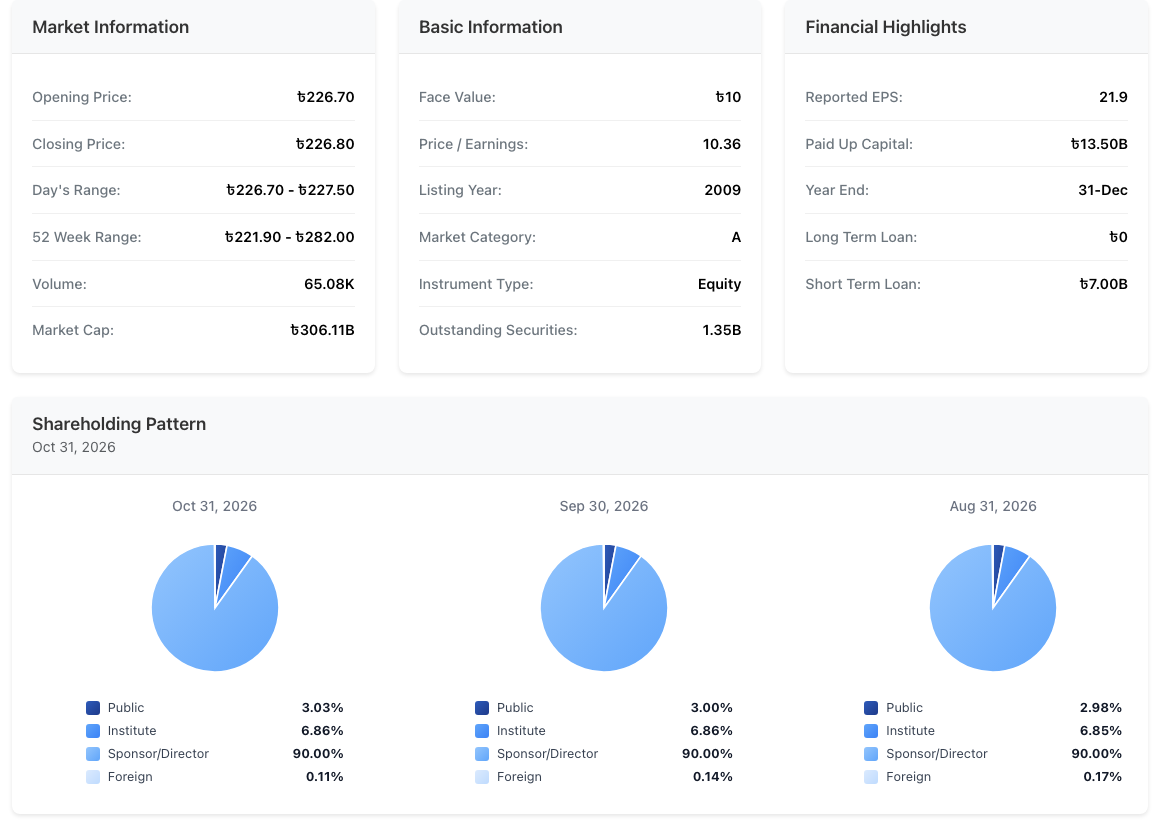 Market Information
Opening Price: ৳226.70
Closing Price: ৳226.80
Day's Range: ৳226.70 - ৳227.50
52 Week Range: ৳221.90 - ৳282.00
Volume: 65.08K
Market Cap: ৳306.11B
Basic Information
Face Value: ৳10
Price / Earnings: 10.36
Listing Year: 2009
Market Category: A
Instrument Type: Equity
Outstanding Securities: 1.35B
Financial Highlights
Reported EPS: 21.9
Paid Up Capital: ৳13.50B
Year End: 31-Dec
Long Term Loan: ৳0
Short Term Loan: ৳7.00B
Shareholding Pattern
Oct 31, 2026
Oct 31, 2026
Public 3.03%
Institute 6.86%
Sponsor/Director 90.00%
Foreign 0.11%
Sep 30, 2026
Public 3.00%
Institute 6.86%
Sponsor/Director 90.00%
Foreign 0.14%
Aug 31, 2026
Public 2.98%
Institute 6.85%
Sponsor/Director 90.00%
Foreign 0.17%